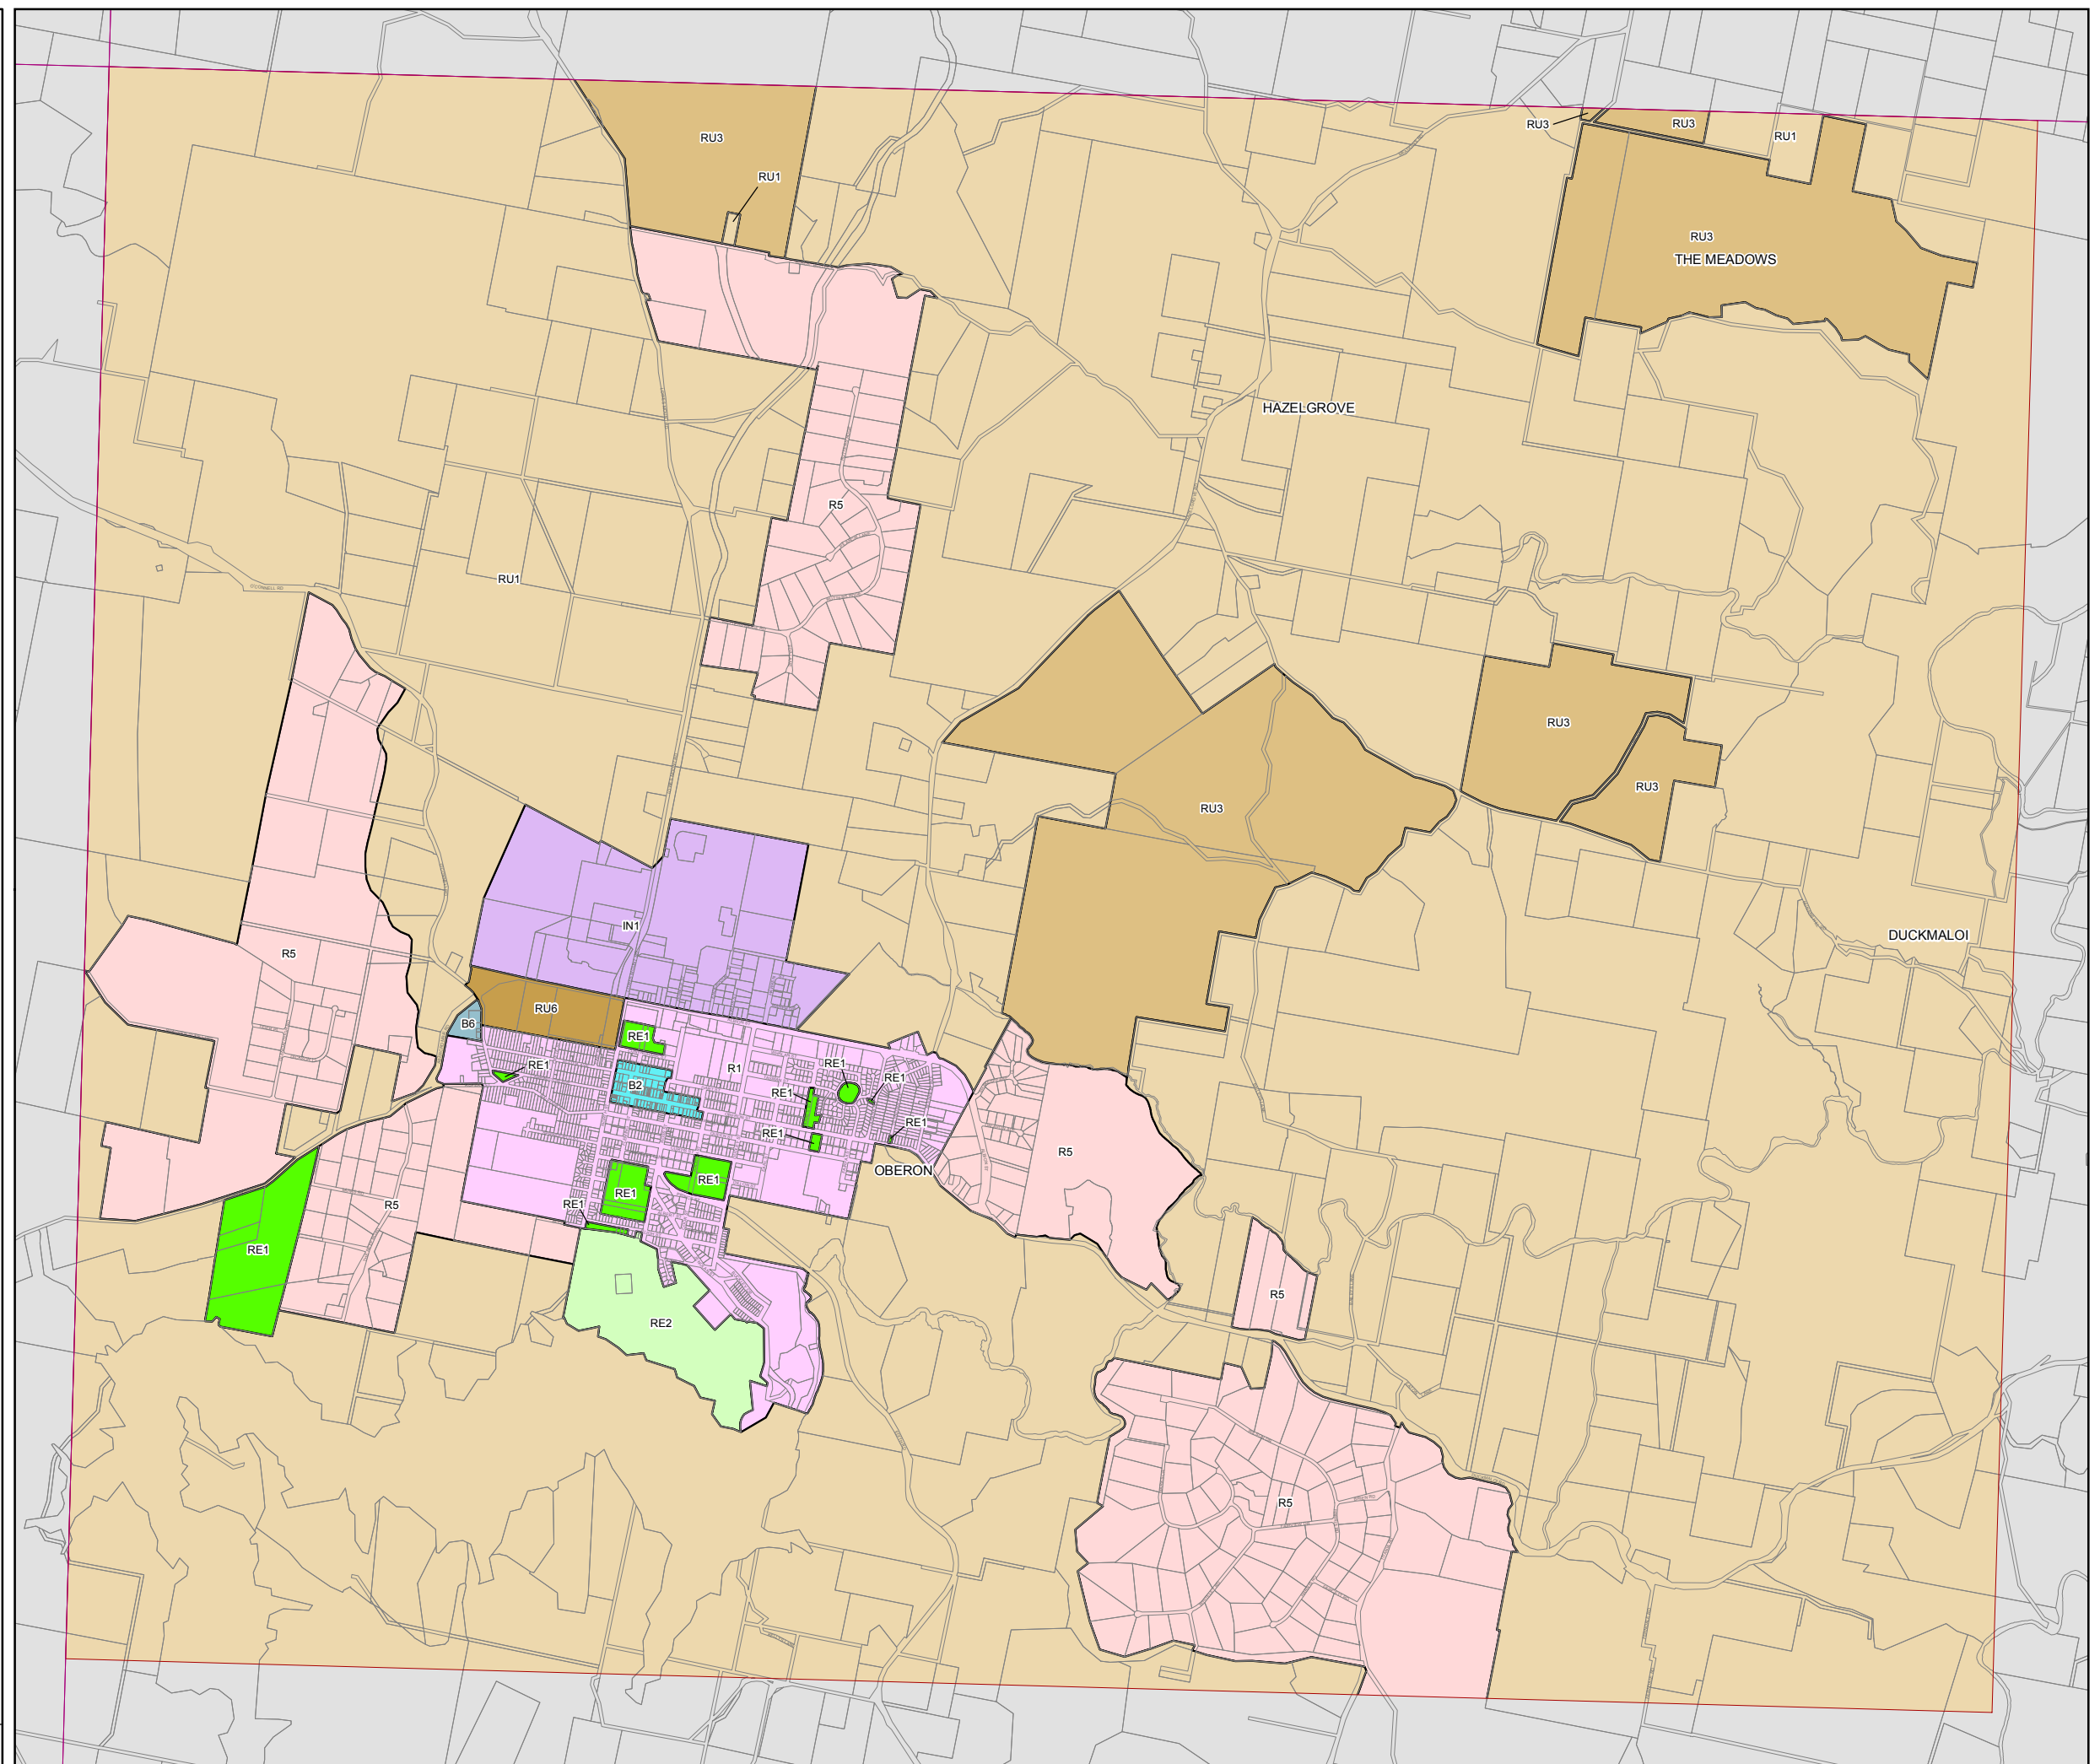 RU3
RU3
RU3
RU1
RU1
RU3
THE MEADOWS
HAZELGROVE
R5
RU1
RU3
RU3
RU3
IN1
DUCKMALOI
R5
RU6
B6
RE1
RE1
R1
RE1
RE1
B2
RE1
RE1
RE1
OBERON
R5
RE1
RE1
RE1
R5
RE1
R5
RE2
R5